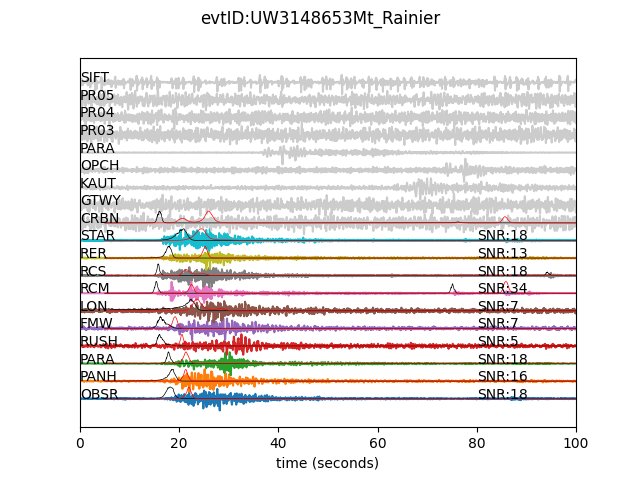 evtID:UW3148653Mt_Rainier
SIFT
PR05
PR04
PR03
PARA
OPCH
KAUT
GTWY
CRBN
STAR SNR:18
RER SNR:13
RCS SNR:18
RCM SNR:34
LON SNR:7
FMW SNR:7
RUSH SNR:5
PARA SNR:18
PANH SNR:16
OBSR SNR:18
0 20 40 60 80 100
time (seconds)